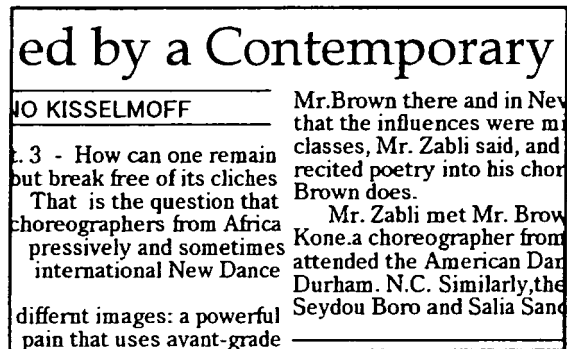 ed by a Contemporary
NO KISSELMOFF
t. 3 - How can one remain
but break free of its cliches
That is the question that
choreographers from Africa
pressively and sometimes
international New Dance
differnt images: a powerful
pain that uses avant-grade
Mr.Brown there and in New
that the influences were mi
classes, Mr. Zabli said, and
recited poetry into his chor
Brown does.
Mr. Zabli met Mr. Brow
Kone.a choreographer from
attended the American Dan
Durham. N.C. Similarly,the
Seydou Boro and Salia Sano